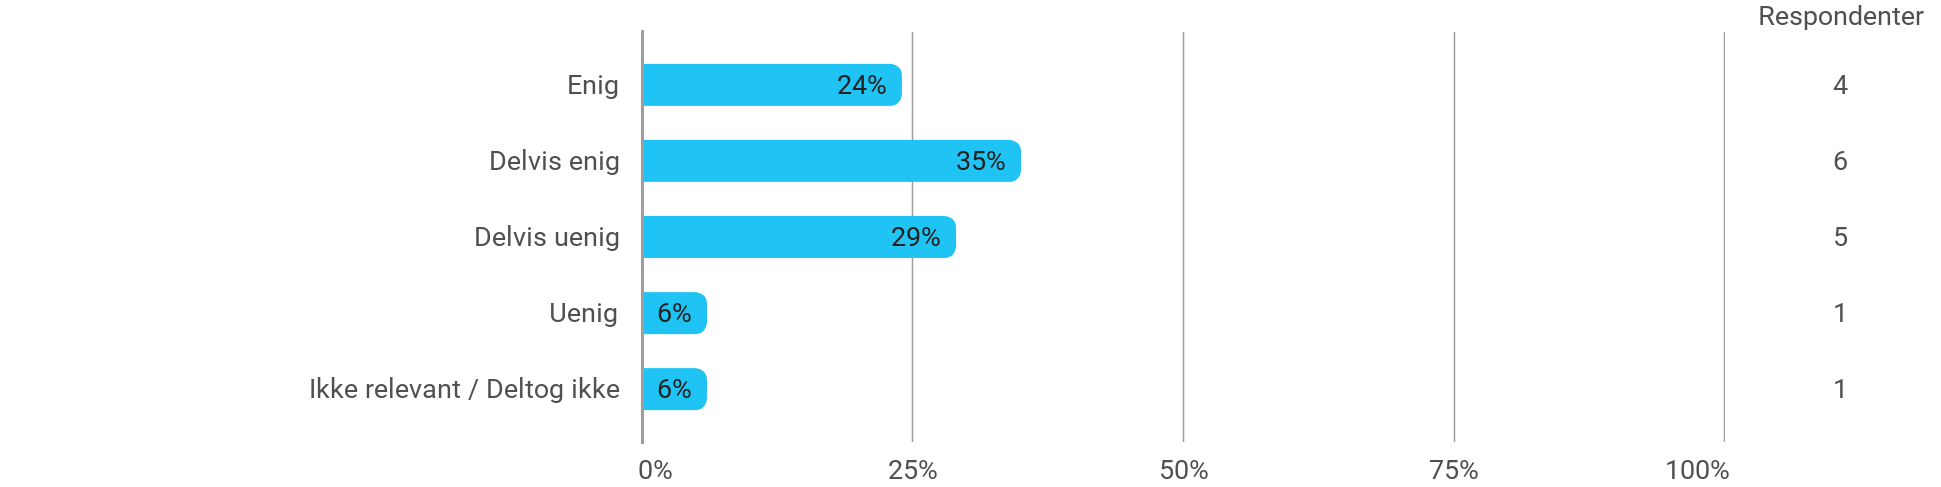 Respondenter
Enig 24% 4
Delvis enig 35% 6
Delvis uenig 29% 5
Uenig 6% 1
Ikke relevant / Deltog ikke 6% 1
0% 25% 50% 75% 100%